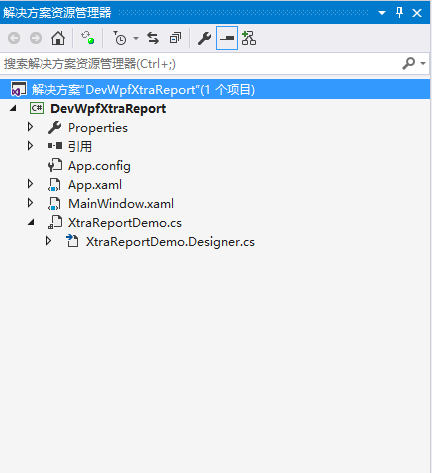 解决方案资源管理器
搜索解决方案资源管理器(Ctrl+;)
解决方案"DevWpfXtraReport"(1 个项目)
C# DevWpfXtraReport
Properties
引用
App.config
App.xaml
MainWindow.xaml
XtraReportDemo.cs
XtraReportDemo.Designer.cs